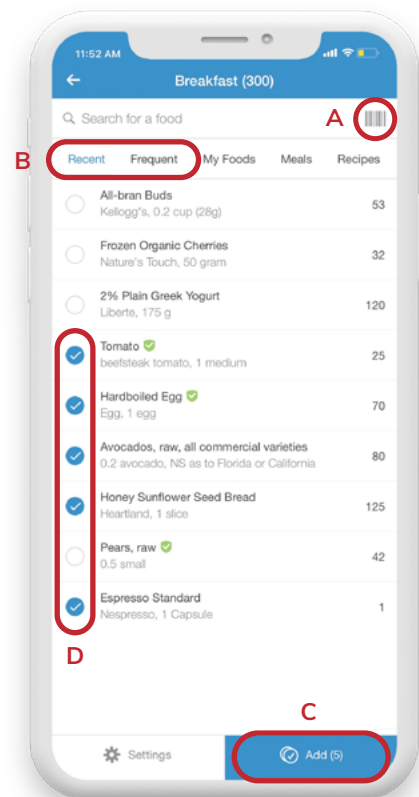 11:52 AM
Breakfast (300)
Search for a food
A
B
Recent Frequent My Foods Meals Recipes
All-bran Buds
Kellogg's, 0.2 cup (28g)
53
Frozen Organic Cherries
Nature's Touch, 50 gram
32
2% Plain Greek Yogurt
Liberte, 175 g
120
Tomato
beefsteak tomato, 1 medium
25
Hardboiled Egg
Egg, 1 egg
70
Avocados, raw, all commercial varieties
0.2 avocado, NS as to Florida or California
80
Honey Sunflower Seed Bread
Heartland, 1 slice
125
Pears, raw
0.5 small
42
Espresso Standard
Nespresso, 1 Capsule
1
D
C
Settings
Add (5)